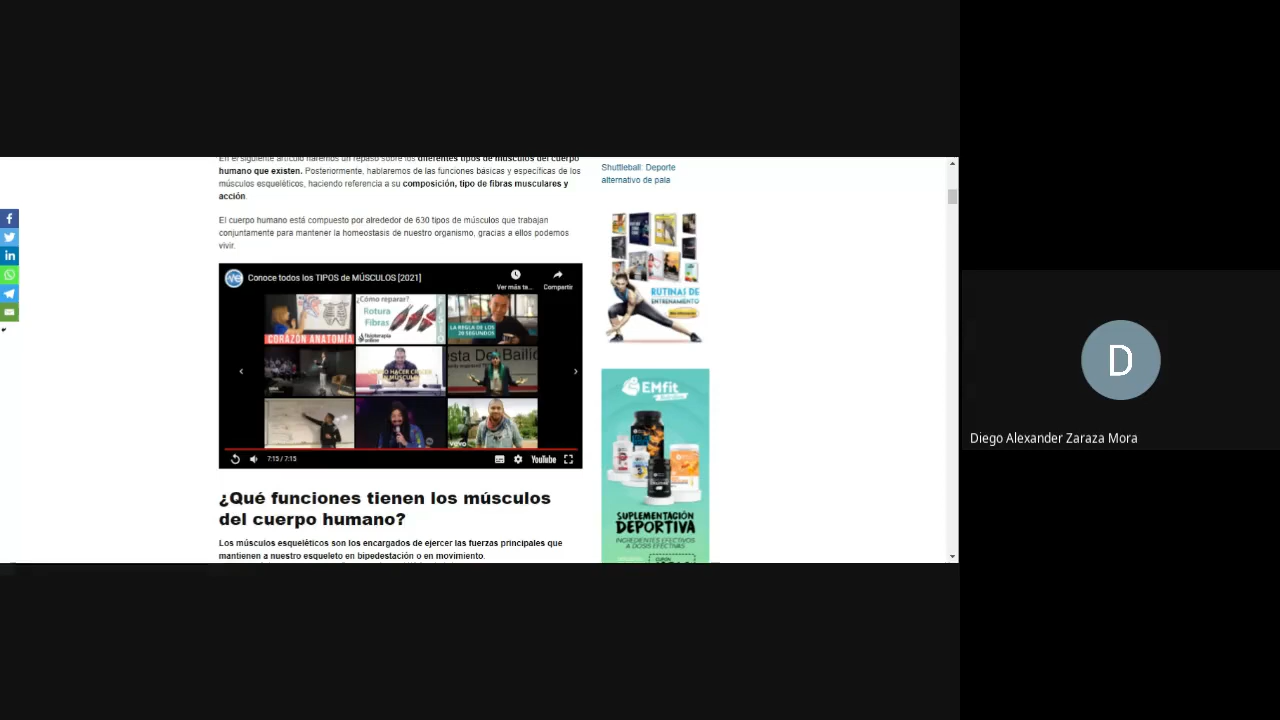 En el siguiente artículo haremos un repaso sobre los diferentes tipos de músculos del cuerpo
humano que existen. Posteriormente, hablaremos de las funciones básicas y específicas de los
músculos esqueléticos, haciendo referencia a su composición, tipo de fibras musculares y
acción.
El cuerpo humano está compuesto por alrededor de 630 tipos de músculos que trabajan
conjuntamente para mantener la homeostasis de nuestro organismo, gracias a ellos podemos
vivir.
Conoce todos los TIPOS de MÚSCULOS [2021]
Ver más ta...
Compartir
CORAZÓN ANATOMÍA
¿Cómo reparar?
Rotura
Fibras
fisioterapia
online
LA REGLA DE LOS
20 SEGUNDOS
vevo
7:15 / 7:15
YouTube
¿Qué funciones tienen los músculos
del cuerpo humano?
Los músculos esqueléticos son los encargados de ejercer las fuerzas principales que
mantienen a nuestro esqueleto en bipedestación o en movimiento.
Shuttleball: Deporte
alternativo de pala
RUTINAS DE
ENTRENAMIENTO
EMfit
SUPLEMENTACIÓN
DEPORTIVA
INGREDIENTES EFECTIVOS
A DOSIS EFECTIVAS
D
Diego Alexander Zaraza Mora